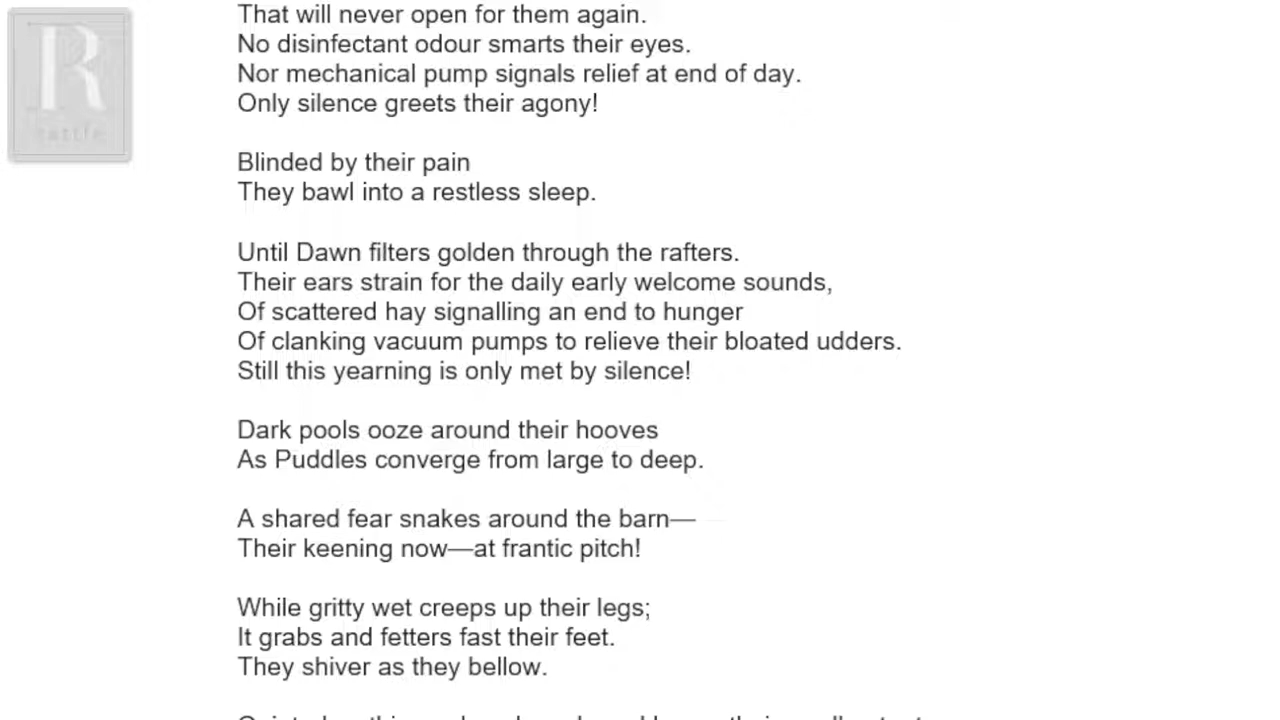 That will never open for them again.
No disinfectant odour smarts their eyes.
Nor mechanical pump signals relief at end of day.
Only silence greets their agony!
Blinded by their pain
They bawl into a restless sleep.
Until Dawn filters golden through the rafters.
Their ears strain for the daily early welcome sounds,
Of scattered hay signalling an end to hunger
Of clanking vacuum pumps to relieve their bloated udders.
Still this yearning is only met by silence!
Dark pools ooze around their hooves
As Puddles converge from large to deep.
A shared fear snakes around the barn—
Their keening now—at frantic pitch!
While gritty wet creeps up their legs;
It grabs and fetters fast their feet.
They shiver as they bellow.
R
rattle